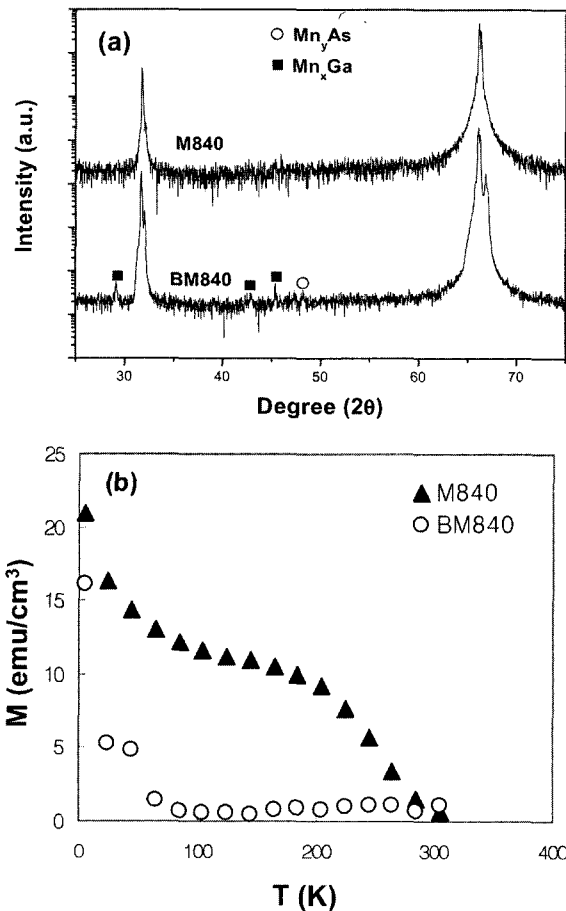 (a)
○ Mn_yAs
■ Mn_xGa
M840
BM840
Intensity (a.u.)
30 40 50 60 70
Degree (2θ)
(b)
▲ M840
○ BM840
M (emu/cm³)
25
20
15
10
5
0
0 100 200 300 400
T (K)